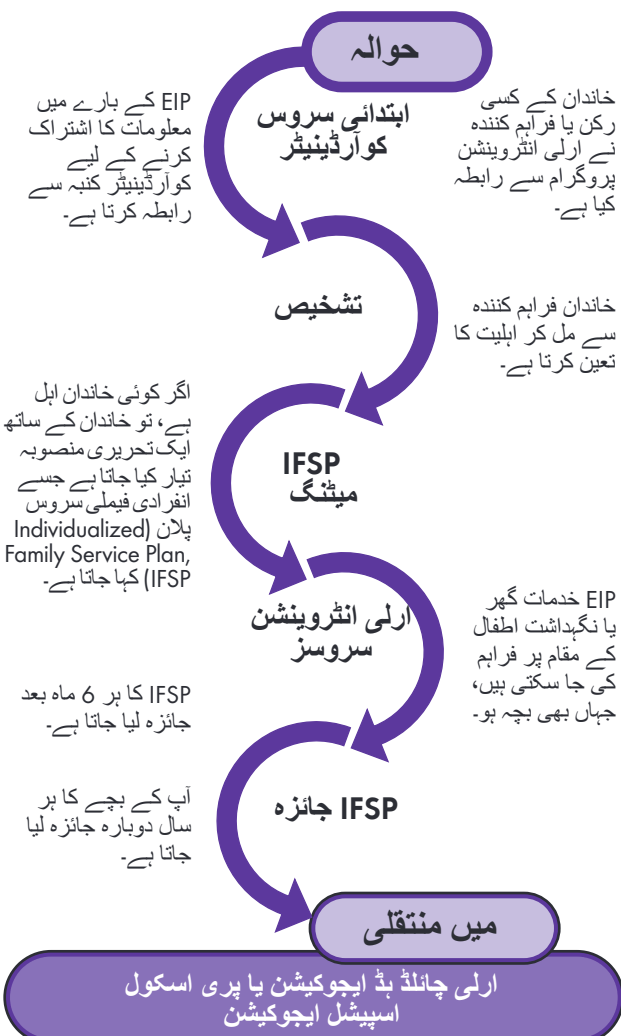 حوالہ
خاندان کے کسی
رکن یا فراہم کنندہ
نے ارلی انٹروینشن
پروگرام سے رابطہ
کیا ہے۔
ابتدائی سروس
کوآرڈینیٹر
EIP کے بارے میں
معلومات کا اشتراک
کرنے کے لیے
کوآرڈینیٹر کنبہ سے
رابطہ کرتا ہے۔
تشخیص
خاندان فراہم کنندہ
سے مل کر اہلیت کا
تعین کرتا ہے۔
IFSP
میٹنگ
اگر کوئی خاندان اہل
ہے، تو خاندان کے ساتھ
ایک تحریری منصوبہ
تیار کیا جاتا ہے جسے
انفرادی فیملی سروس
پلان (Individualized
Family Service Plan,
IFSP) کہا جاتا ہے۔
ارلی انٹروینشن
سروسز
EIP خدمات گھر
یا نگہداشت اطفال
کے مقام پر فراہم
کی جا سکتی ہیں،
جہاں بھی بچہ ہو۔
IFSP جائزہ
IFSP کا ہر 6 ماہ بعد
جائزہ لیا جاتا ہے۔
آپ کے بچے کا ہر
سال دوبارہ جائزہ لیا
جاتا ہے۔
میں منتقلی
ارلی چائلڈ ہڈ ایجوکیشن یا پری اسکول
اسپیشل ایجوکیشن